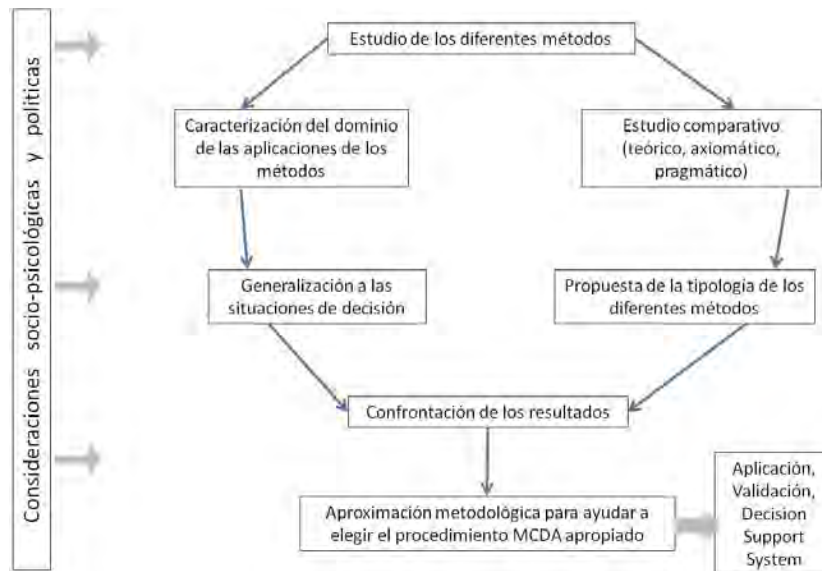 Consideraciones socio-psicológicas y políticas
Estudio de los diferentes métodos
Caracterización del dominio
de las aplicaciones de los
métodos
Estudio comparativo
(teórico, axiomático,
pragmático)
Generalización a las
situaciones de decisión
Propuesta de la tipología de los
diferentes métodos
Confrontación de los resultados
Aproximación metodológica para ayudar a
elegir el procedimiento MCDA apropiado
Aplicación,
Validación,
Decision
Support
System